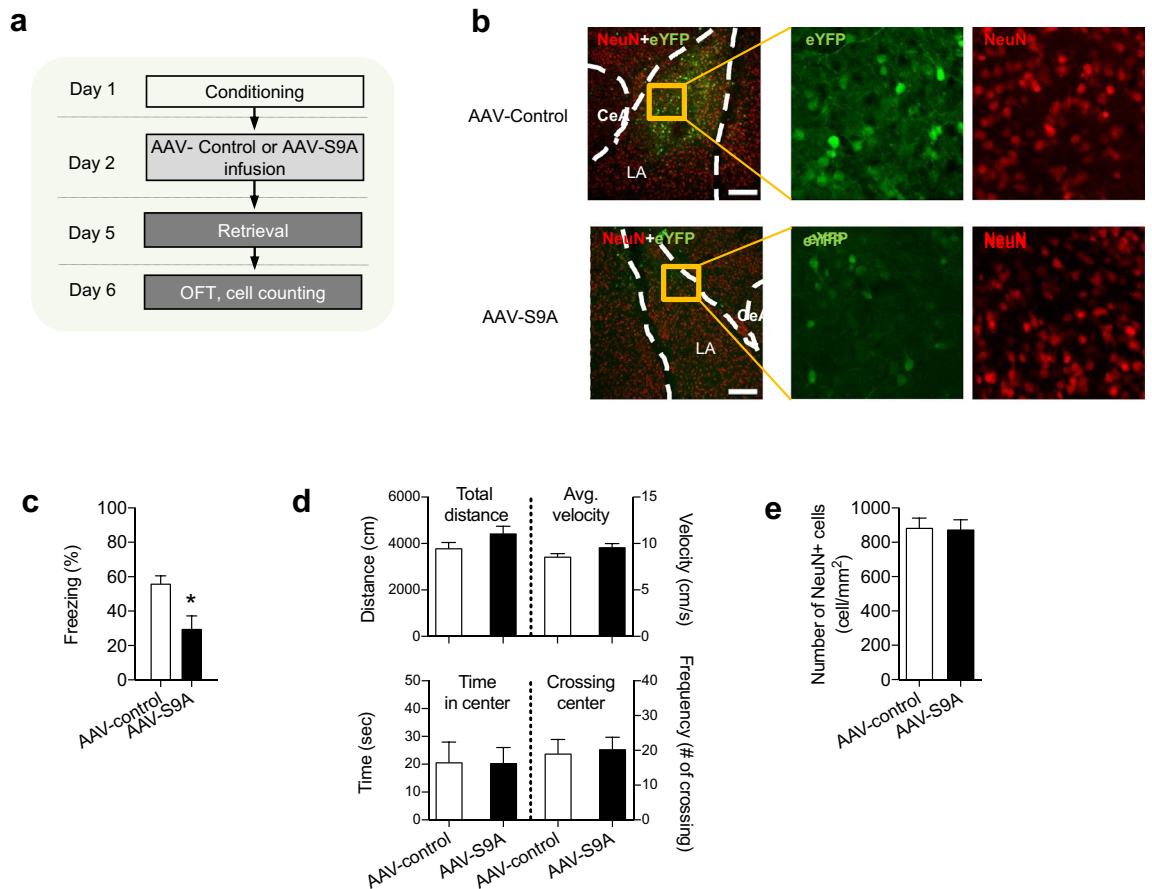 a
Day 1
Conditioning
Day 2
AAV- Control or AAV-S9A
infusion
Day 5
Retrieval
Day 6
OFT, cell counting
b
AAV-Control
NeuN+eYFP
CeA
LA
eYFP
NeuN
AAV-S9A
NeuN+eYFP
CeA
LA
eYFP
eYFP
NeuN
NeuN
c
Freezing (%)
100
80
60
40
20
0
*
AAV-control
AAV-S9A
d
Distance (cm)
6000
4000
2000
0
Total
distance
Avg.
velocity
15
10
5
0
Velocity (cm/s)
Time (sec)
50
40
30
20
10
0
Time
in center
Crossing
center
40
30
20
10
0
Frequency (# of crossing)
AAV-control
AAV-S9A
AAV-control
AAV-S9A
e
Number of NeuN+ cells
(cell/mm²)
1000
800
600
400
200
0
AAV-control
AAV-S9A